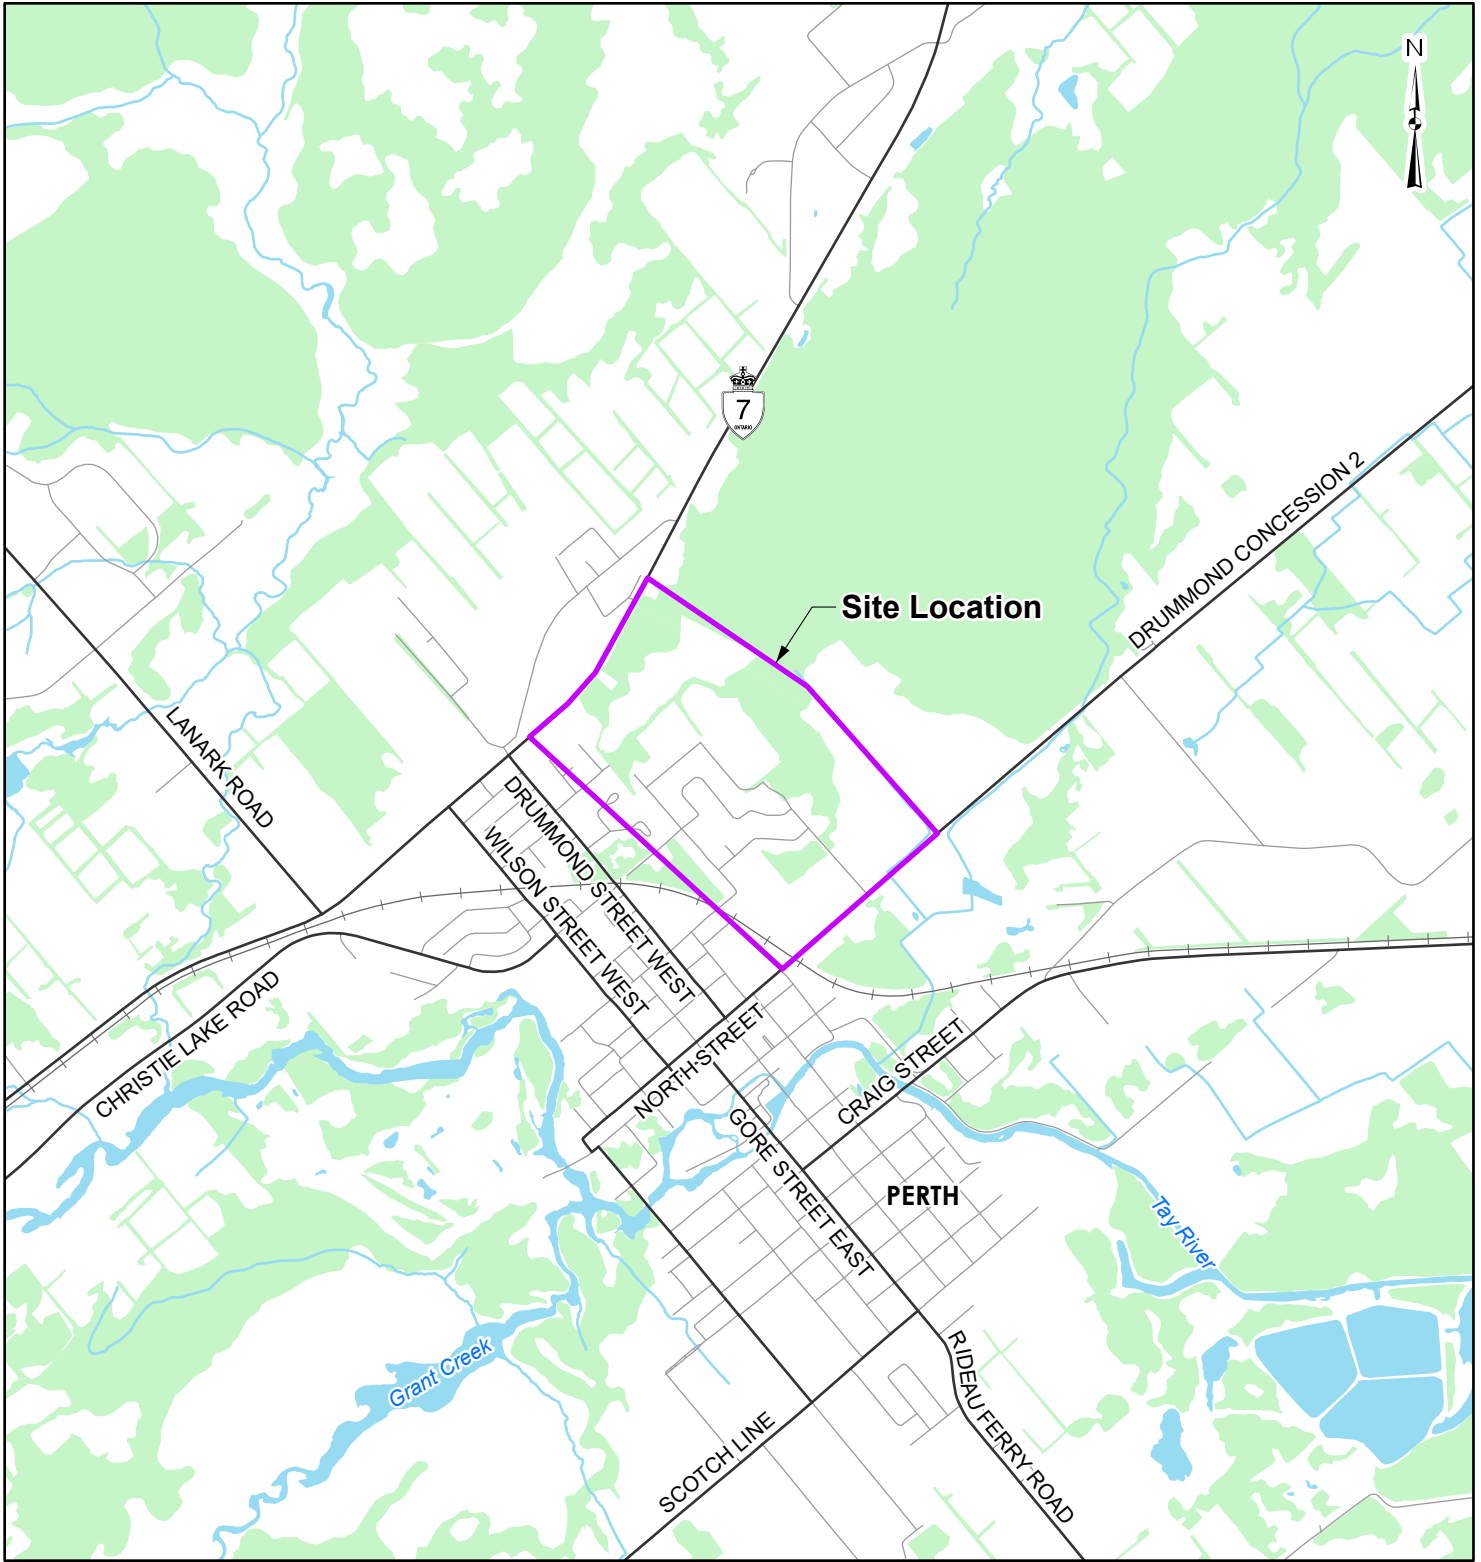 N
7
ONTARIO
DRUMMOND CONCESSION 2
Site Location
LANARK ROAD
DRUMMOND STREET WEST
WILSON STREET WEST
CHRISTIE LAKE ROAD
NORTH STREET
CRAIG STREET
GORE STREET EAST
PERTH
Tay River
Grant Creek
RIDEAU FERRY ROAD
SCOTCH LINE